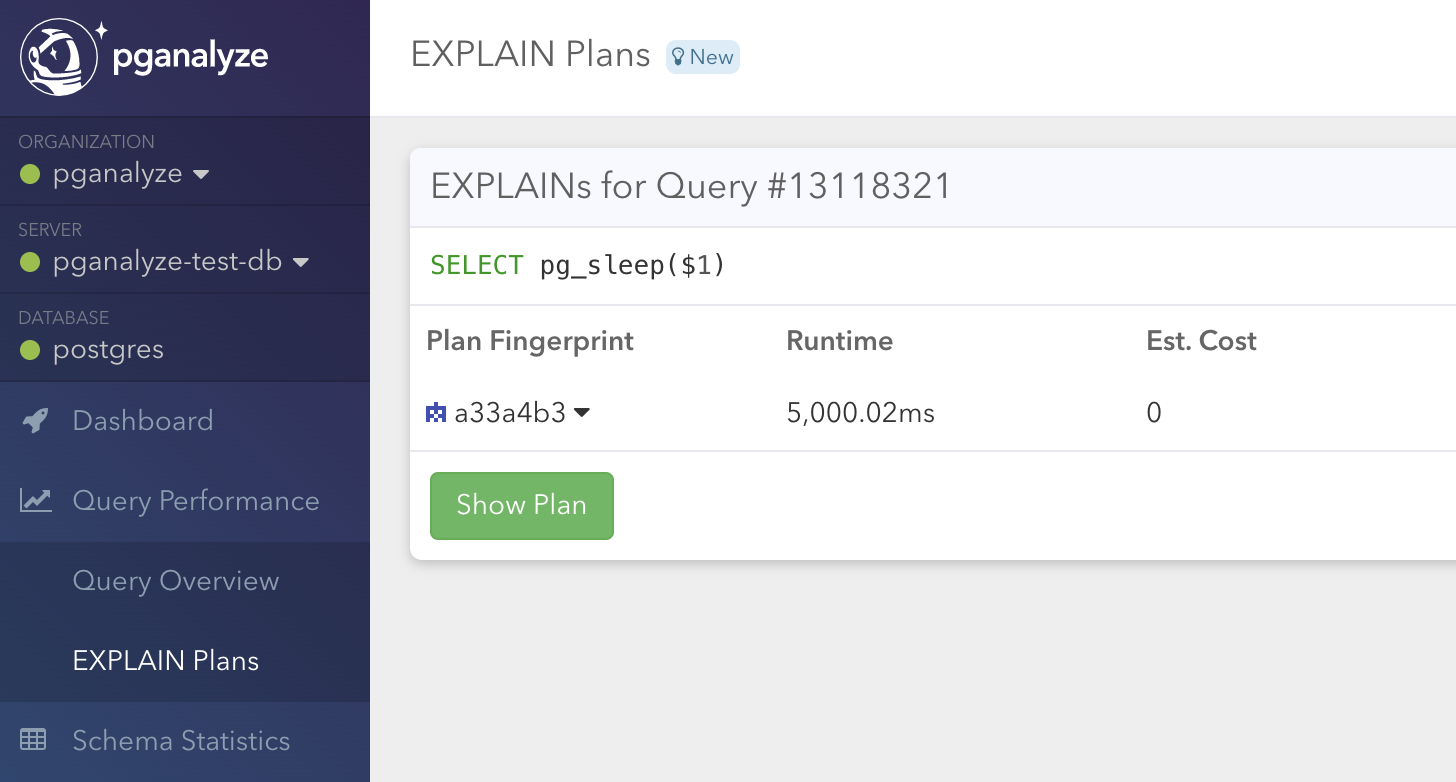 pganalyze
ORGANIZATION
pganalyze
SERVER
pganalyze-test-db
DATABASE
postgres
Dashboard
Query Performance
Query Overview
EXPLAIN Plans
Schema Statistics
EXPLAIN Plans New
EXPLAINs for Query #13118321
SELECT pg_sleep($1)
Plan Fingerprint Runtime Est. Cost
a33a4b3 5,000.02ms 0
Show Plan